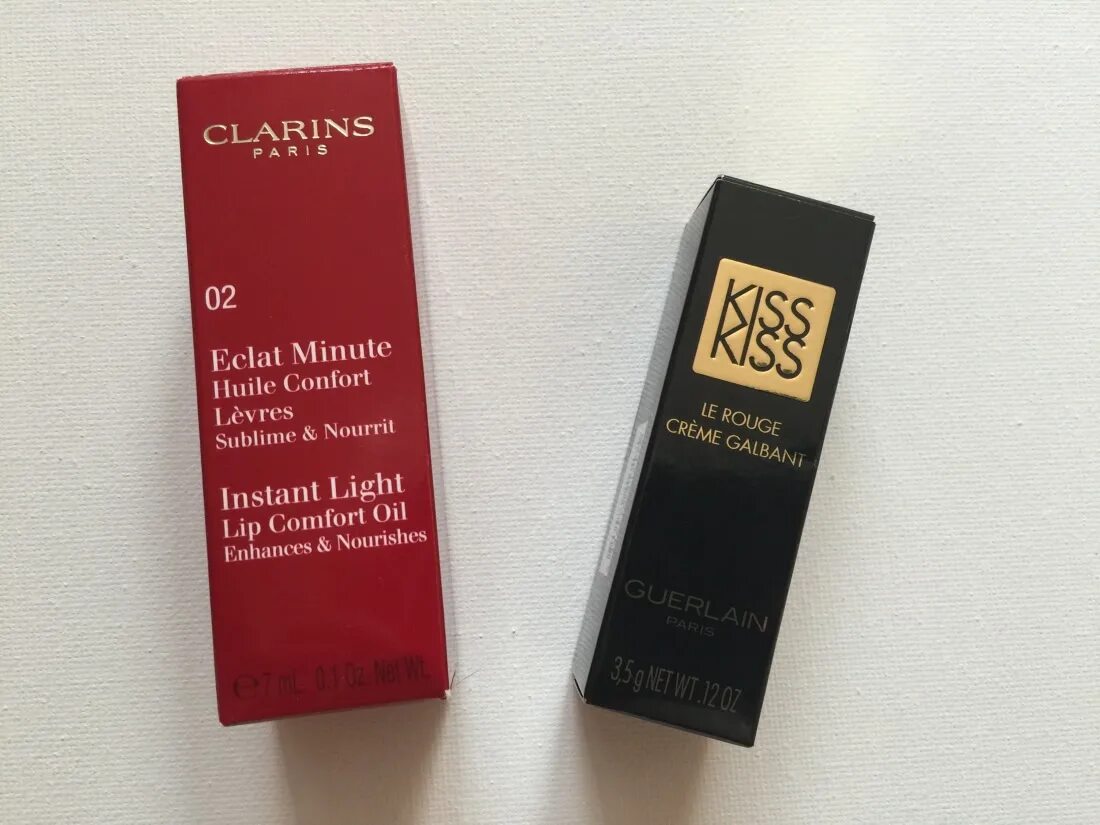 CLARINS
PARIS
02
Eclat Minute
Huile Confort
Lèvres
Sublime & Nourrit
Instant Light
Lip Comfort Oil
Enhances & Nourishes
℮ 7 mL 0.1 Oz. Net Wt.
KISS
KISS
LE ROUGE
CRÈME GALBANT
GUERLAIN
PARIS
3,5 g NET WT .12 OZ